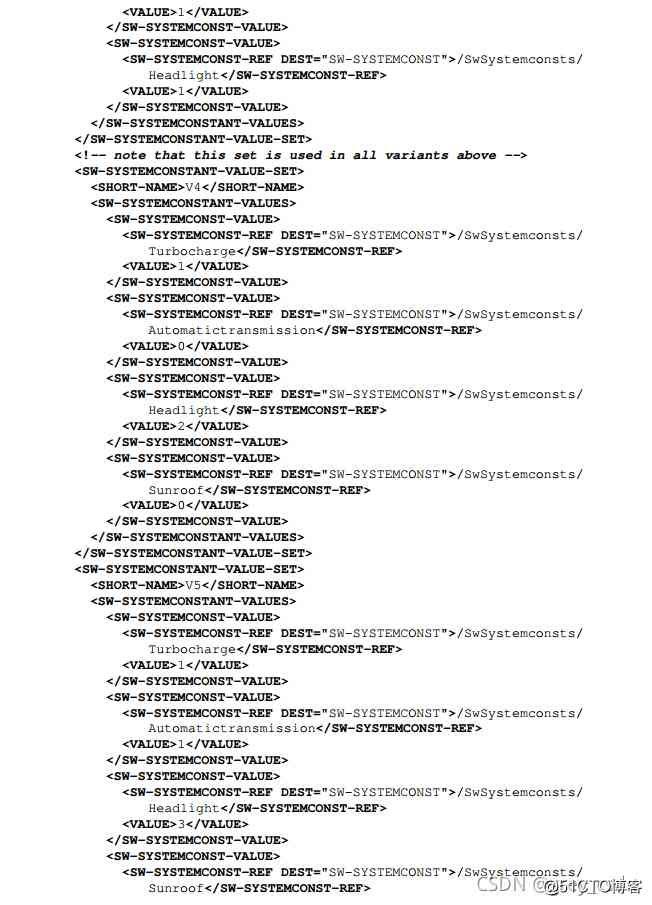 <VALUE>1</VALUE>
</SW-SYSTEMCONST-VALUE>
<SW-SYSTEMCONST-VALUE>
<SW-SYSTEMCONST-REF DEST="SW-SYSTEMCONST">/SwSystemconsts/
Headlight</SW-SYSTEMCONST-REF>
<VALUE>1</VALUE>
</SW-SYSTEMCONST-VALUE>
</SW-SYSTEMCONSTANT-VALUES>
</SW-SYSTEMCONSTANT-VALUE-SET>
<!-- note that this set is used in all variants above -->
<SW-SYSTEMCONSTANT-VALUE-SET>
<SHORT-NAME>V4</SHORT-NAME>
<SW-SYSTEMCONSTANT-VALUES>
<SW-SYSTEMCONST-VALUE>
<SW-SYSTEMCONST-REF DEST="SW-SYSTEMCONST">/SwSystemconsts/
Turbocharge</SW-SYSTEMCONST-REF>
<VALUE>1</VALUE>
</SW-SYSTEMCONST-VALUE>
<SW-SYSTEMCONST-VALUE>
<SW-SYSTEMCONST-REF DEST="SW-SYSTEMCONST">/SwSystemconsts/
Automatictransmission</SW-SYSTEMCONST-REF>
<VALUE>0</VALUE>
</SW-SYSTEMCONST-VALUE>
<SW-SYSTEMCONST-VALUE>
<SW-SYSTEMCONST-REF DEST="SW-SYSTEMCONST">/SwSystemconsts/
Headlight</SW-SYSTEMCONST-REF>
<VALUE>2</VALUE>
</SW-SYSTEMCONST-VALUE>
<SW-SYSTEMCONST-VALUE>
<SW-SYSTEMCONST-REF DEST="SW-SYSTEMCONST">/SwSystemconsts/
Sunroof</SW-SYSTEMCONST-REF>
<VALUE>0</VALUE>
</SW-SYSTEMCONST-VALUE>
</SW-SYSTEMCONSTANT-VALUES>
</SW-SYSTEMCONSTANT-VALUE-SET>
<SW-SYSTEMCONSTANT-VALUE-SET>
<SHORT-NAME>V5</SHORT-NAME>
<SW-SYSTEMCONSTANT-VALUES>
<SW-SYSTEMCONST-VALUE>
<SW-SYSTEMCONST-REF DEST="SW-SYSTEMCONST">/SwSystemconsts/
Turbocharge</SW-SYSTEMCONST-REF>
<VALUE>1</VALUE>
</SW-SYSTEMCONST-VALUE>
<SW-SYSTEMCONST-VALUE>
<SW-SYSTEMCONST-REF DEST="SW-SYSTEMCONST">/SwSystemconsts/
Automatictransmission</SW-SYSTEMCONST-REF>
<VALUE>1</VALUE>
</SW-SYSTEMCONST-VALUE>
<SW-SYSTEMCONST-VALUE>
<SW-SYSTEMCONST-REF DEST="SW-SYSTEMCONST">/SwSystemconsts/
Headlight</SW-SYSTEMCONST-REF>
<VALUE>3</VALUE>
</SW-SYSTEMCONST-VALUE>
<SW-SYSTEMCONST-VALUE>
<SW-SYSTEMCONST-REF DEST="SW-SYSTEMCONST">/SwSystemconsts/
Sunroof</SW-SYSTEMCONST-REF>
CSDN @51CTO博客